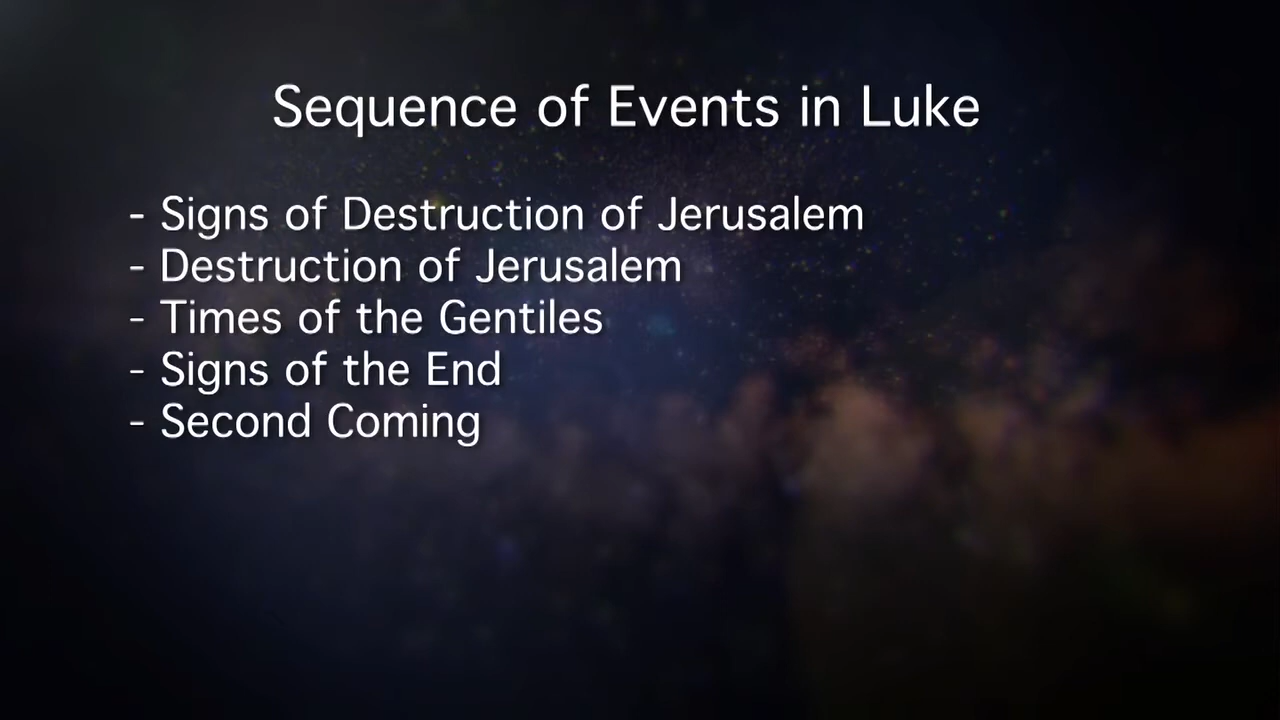 Sequence of Events in Luke
- Signs of Destruction of Jerusalem
- Destruction of Jerusalem
- Times of the Gentiles
- Signs of the End
- Second Coming